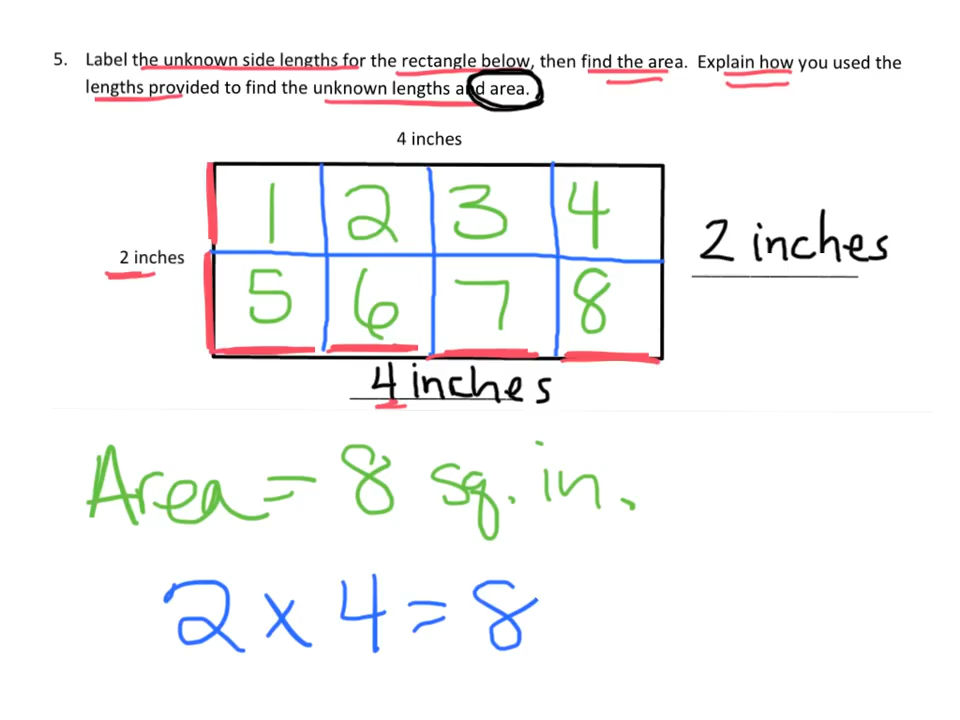 5. Label the unknown side lengths for the rectangle below, then find the area. Explain how you used the
lengths provided to find the unknown lengths and area.
4 inches
1 2 3 4
2 inches
2 inches
5 6 7 8
4 inches
Area = 8 sq. in.
2 x 4 = 8